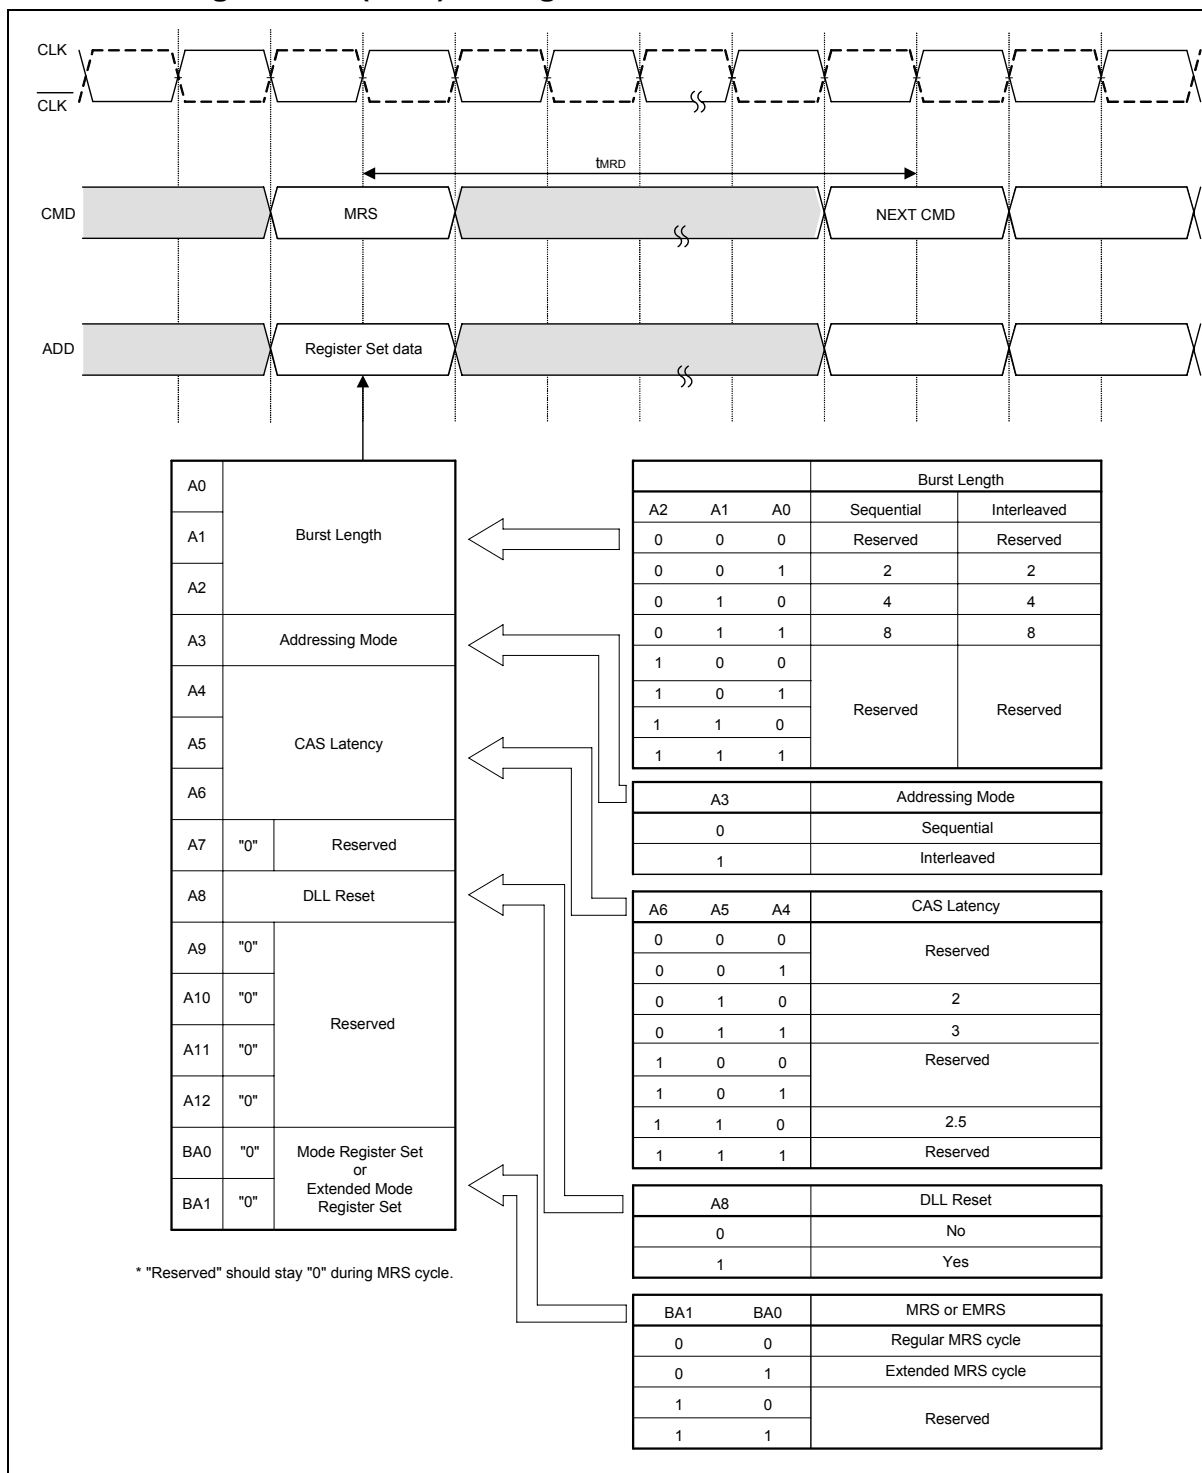 CLK
CLK
tMRD
CMD
MRS
NEXT CMD
ADD
Register Set data
A0
A1
A2
Burst Length
A3
Addressing Mode
A4
A5
A6
CAS Latency
A7 "0" Reserved
A8 DLL Reset
A9 "0"
A10 "0"
A11 "0"
A12 "0"
Reserved
BA0 "0"
BA1 "0"
Mode Register Set
or
Extended Mode
Register Set
* "Reserved" should stay "0" during MRS cycle.
Burst Length
A2 A1 A0 Sequential Interleaved
0 0 0 Reserved Reserved
0 0 1 2 2
0 1 0 4 4
0 1 1 8 8
1 0 0
1 0 1
Reserved Reserved
1 1 0
1 1 1
A3 Addressing Mode
0 Sequential
1 Interleaved
A6 A5 A4 CAS Latency
0 0 0
Reserved
0 0 1
0 1 0 2
0 1 1 3
1 0 0 Reserved
1 0 1
1 1 0 2.5
1 1 1 Reserved
A8 DLL Reset
0 No
1 Yes
BA1 BA0 MRS or EMRS
0 0 Regular MRS cycle
0 1 Extended MRS cycle
1 0
Reserved
1 1